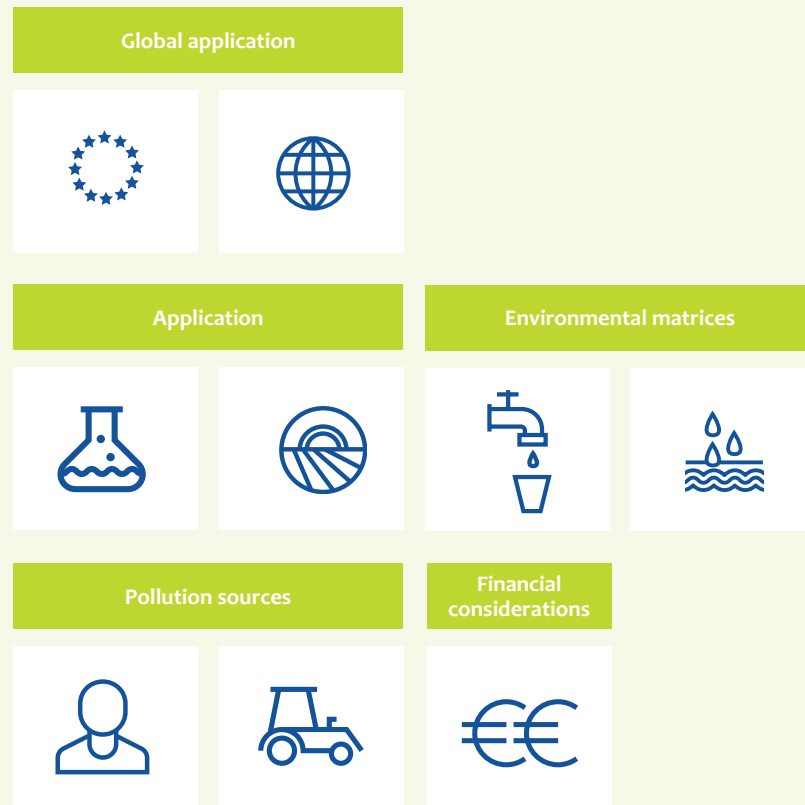 Global application
Application
Environmental matrices
Pollution sources
Financial
considerations